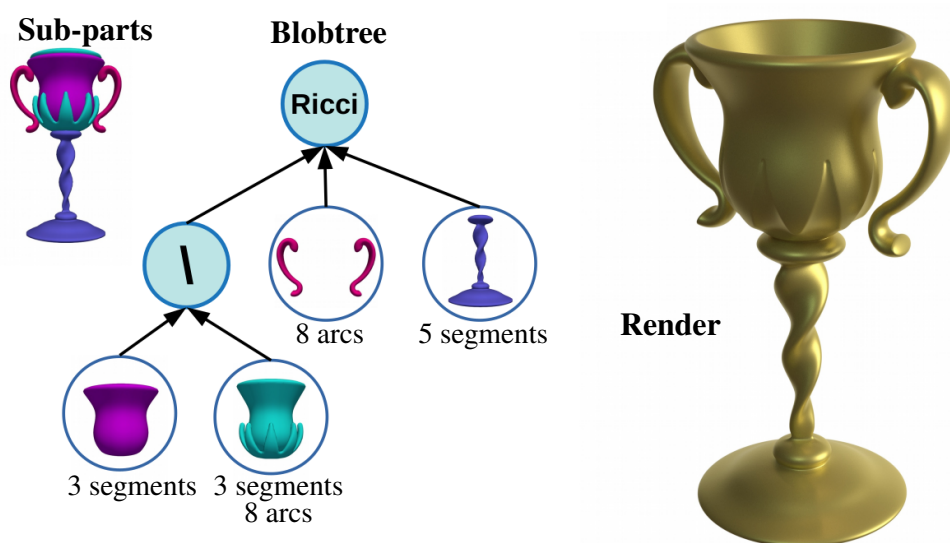 Sub-parts
Blobtree
Ricci
\
8 arcs
5 segments
Render
3 segments
3 segments
8 arcs